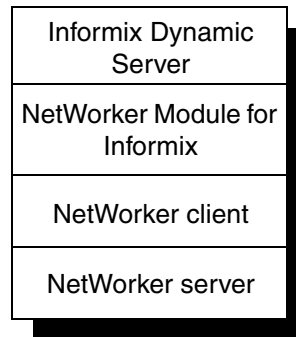 Informix Dynamic
Server
NetWorker Module for
Informix
NetWorker client
NetWorker server